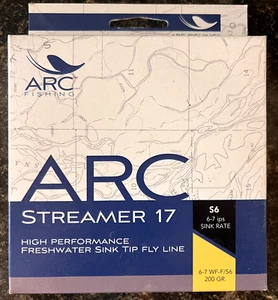 ARC
FISHING
ARC
STREAMER 17
HIGH PERFORMANCE
FRESHWATER SINK TIP FLY LINE
S6
6-7 ips
SINK RATE
6-7 WF-F/S6
200 GR.